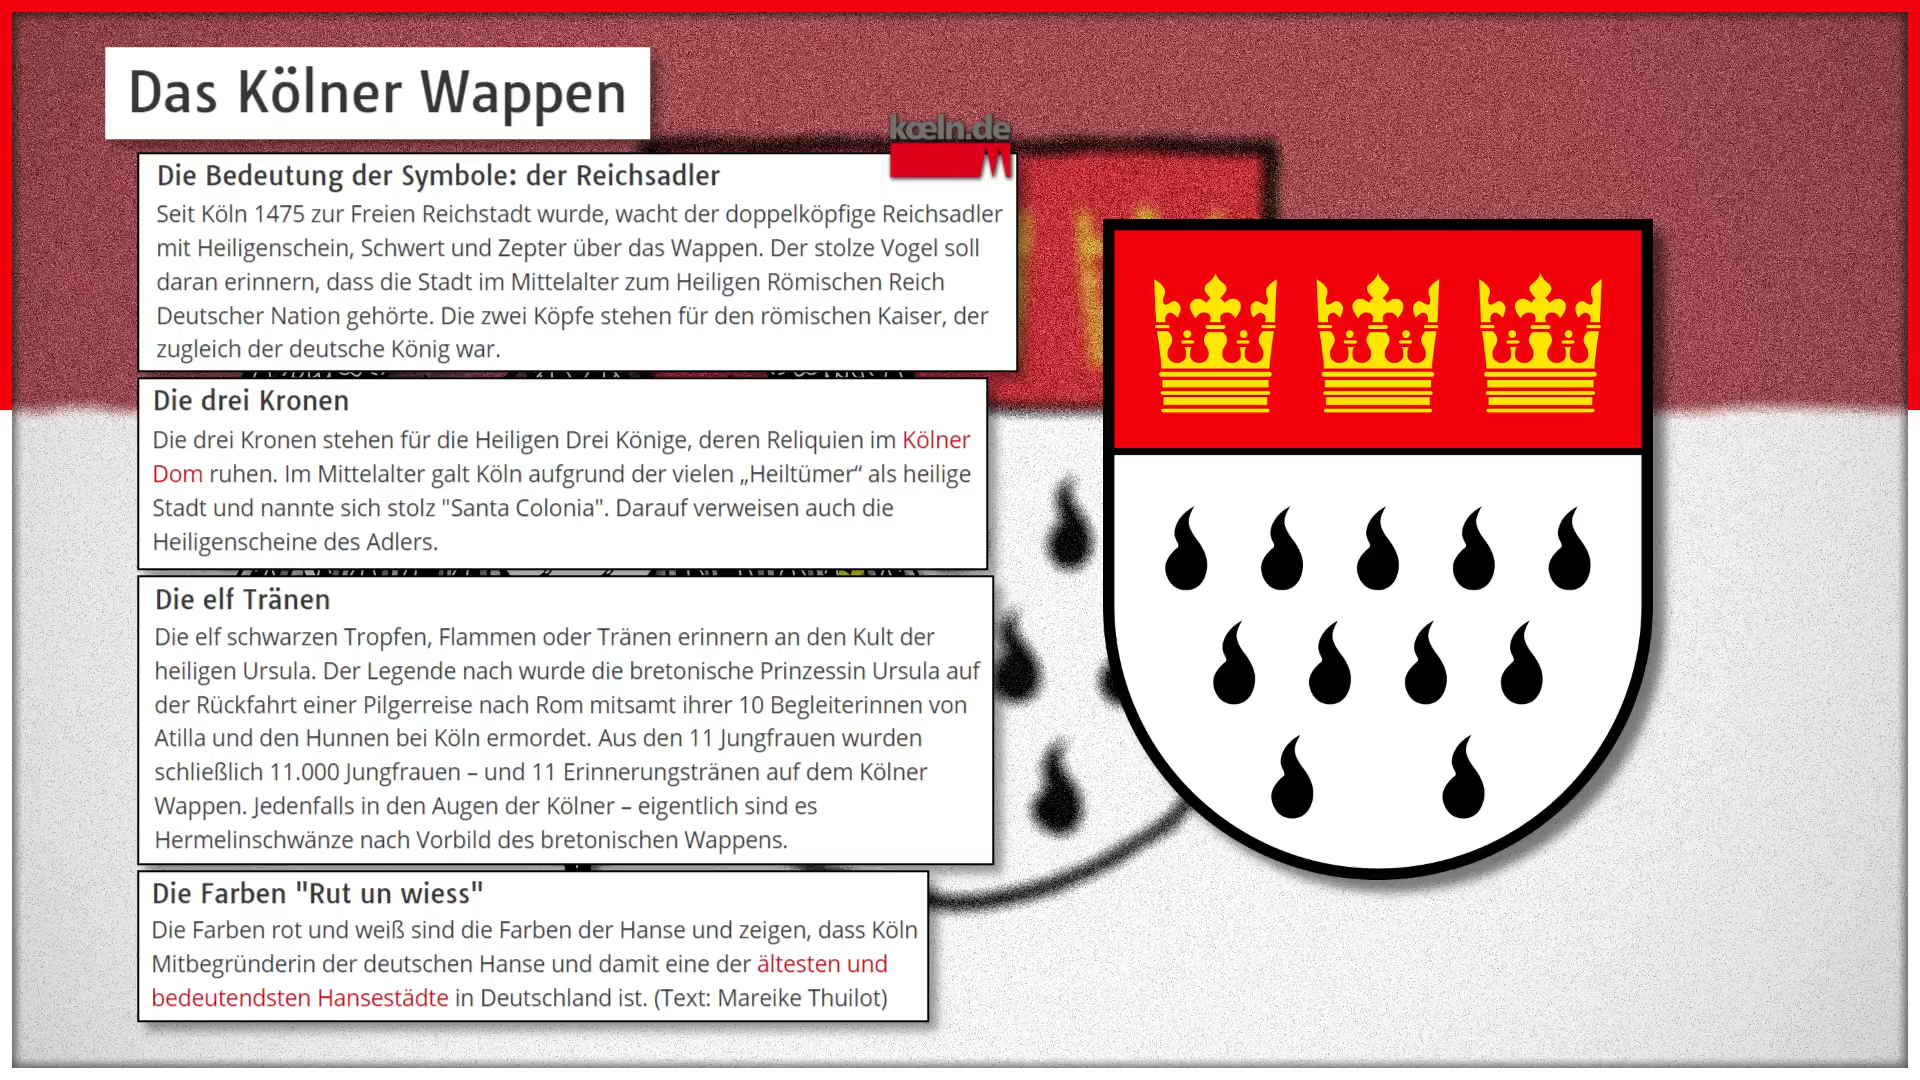 Das Kölner Wappen
kœln.de
Die Bedeutung der Symbole: der Reichsadler
Seit Köln 1475 zur Freien Reichstadt wurde, wacht der doppelköpfige Reichsadler
mit Heiligenschein, Schwert und Zepter über das Wappen. Der stolze Vogel soll
daran erinnern, dass die Stadt im Mittelalter zum Heiligen Römischen Reich
Deutscher Nation gehörte. Die zwei Köpfe stehen für den römischen Kaiser, der
zugleich der deutsche König war.
Die drei Kronen
Die drei Kronen stehen für die Heiligen Drei Könige, deren Reliquien im Kölner
Dom ruhen. Im Mittelalter galt Köln aufgrund der vielen „Heiltümer“ als heilige
Stadt und nannte sich stolz "Santa Colonia". Darauf verweisen auch die
Heiligenscheine des Adlers.
Die elf Tränen
Die elf schwarzen Tropfen, Flammen oder Tränen erinnern an den Kult der
heiligen Ursula. Der Legende nach wurde die bretonische Prinzessin Ursula auf
der Rückfahrt einer Pilgerreise nach Rom mitsamt ihrer 10 Begleiterinnen von
Atilla und den Hunnen bei Köln ermordet. Aus den 11 Jungfrauen wurden
schließlich 11.000 Jungfrauen – und 11 Erinnerungstränen auf dem Kölner
Wappen. Jedenfalls in den Augen der Kölner – eigentlich sind es
Hermelinschwänze nach Vorbild des bretonischen Wappens.
Die Farben "Rut un wiess"
Die Farben rot und weiß sind die Farben der Hanse und zeigen, dass Köln
Mitbegründerin der deutschen Hanse und damit eine der ältesten und
bedeutendsten Hansestädte in Deutschland ist. (Text: Mareike Thuilot)